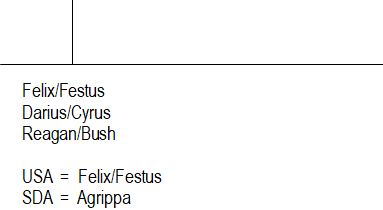 Felix/Festus
Darius/Cyrus
Reagan/Bush
USA = Felix/Festus
SDA = Agrippa